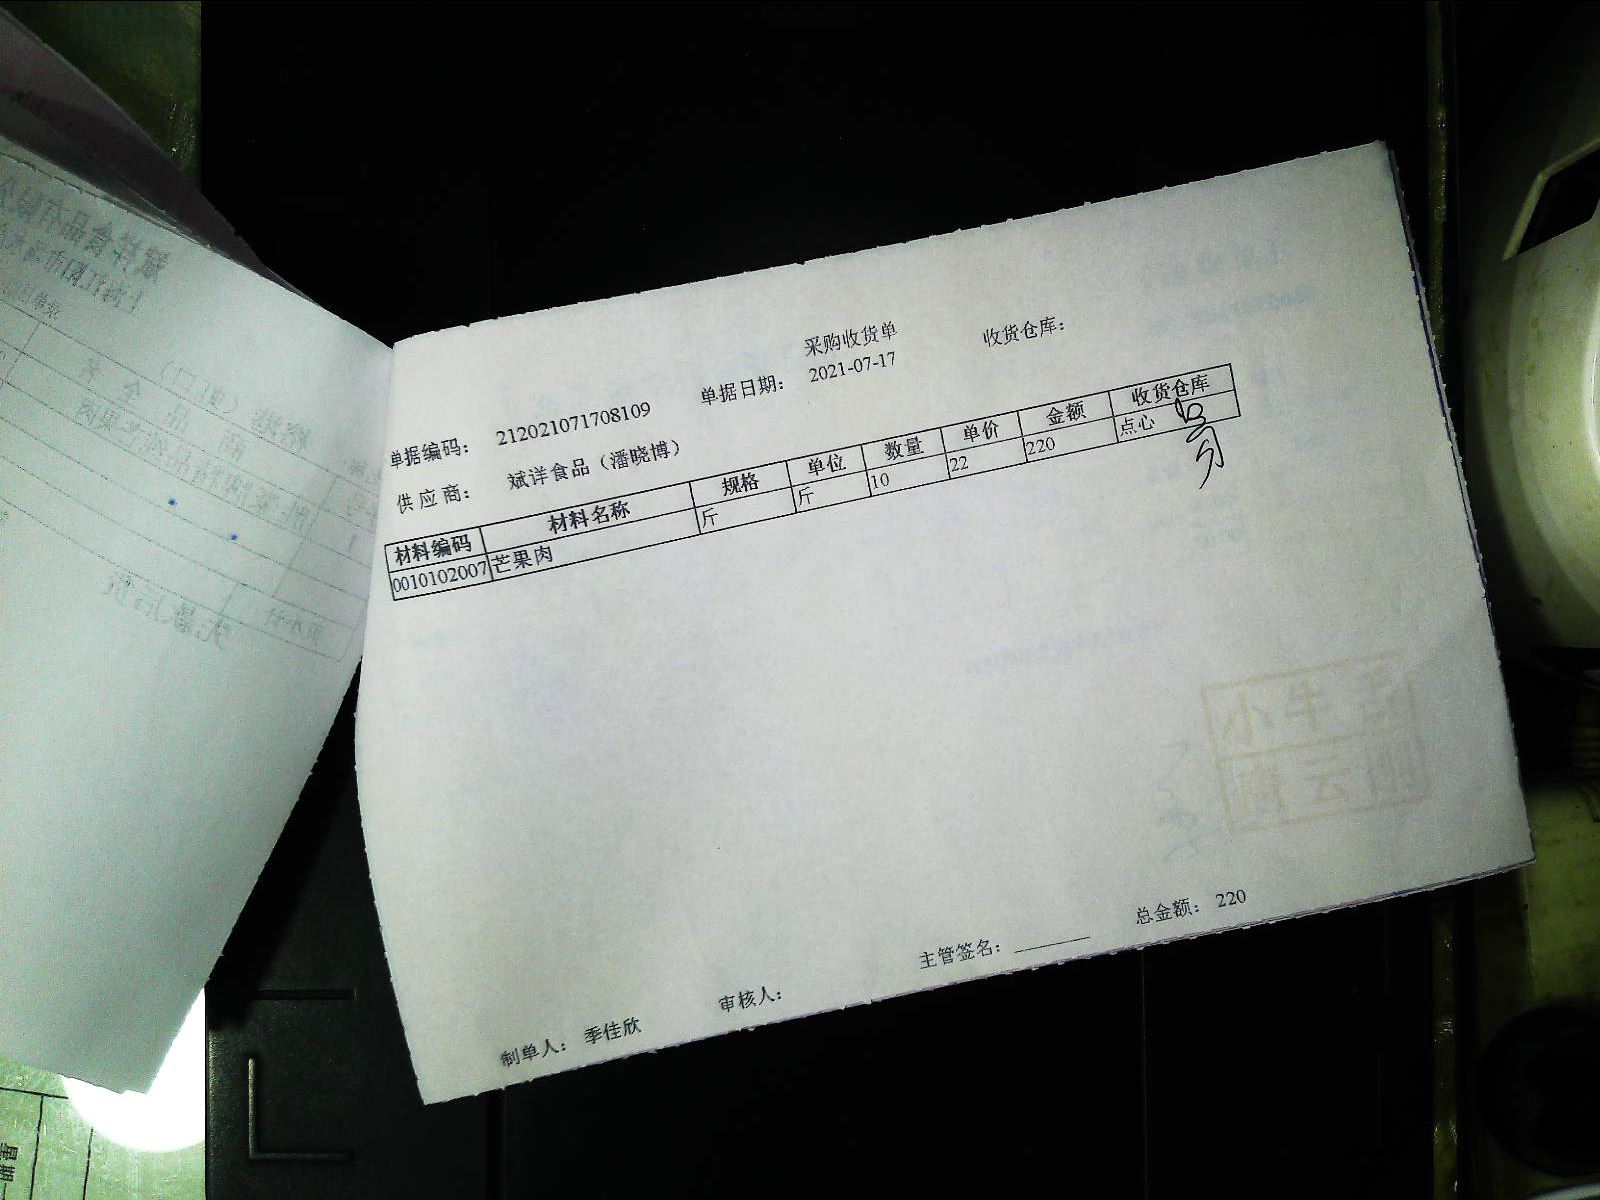 采购收货单
单据编码： 212021071708109 单据日期： 2021-07-17 收货仓库：
供应商： 斌洋食品（潘晓博）
材料编码 材料名称 规格 单位 数量 单价 金额 收货仓库
0010102007 芒果肉 斤 斤 10 22 220 点心
总金额： 220
制单人： 季佳欣 审核人： 主管签名：